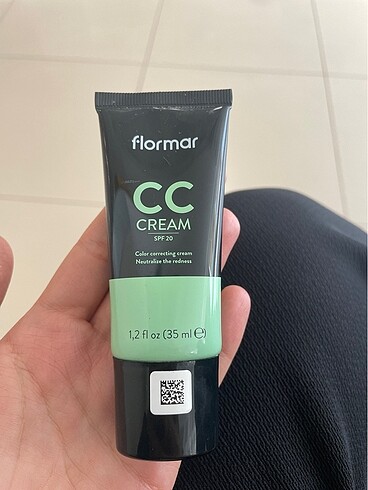 flormar
CC
CREAM
SPF 20
Color correcting cream
Neutralize the redness
1,2 fl oz (35 ml ℮)